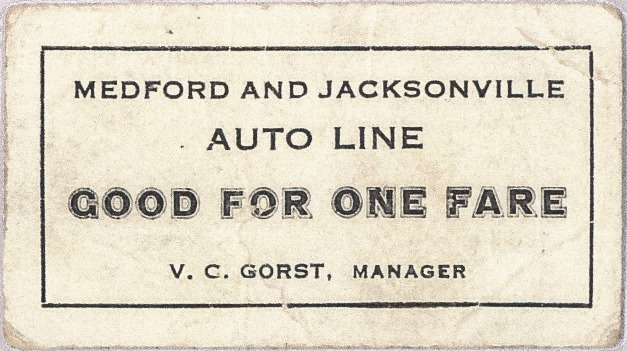 MEDFORD AND JACKSONVILLE
AUTO LINE
GOOD FOR ONE FARE
V. C. GORST, MANAGER